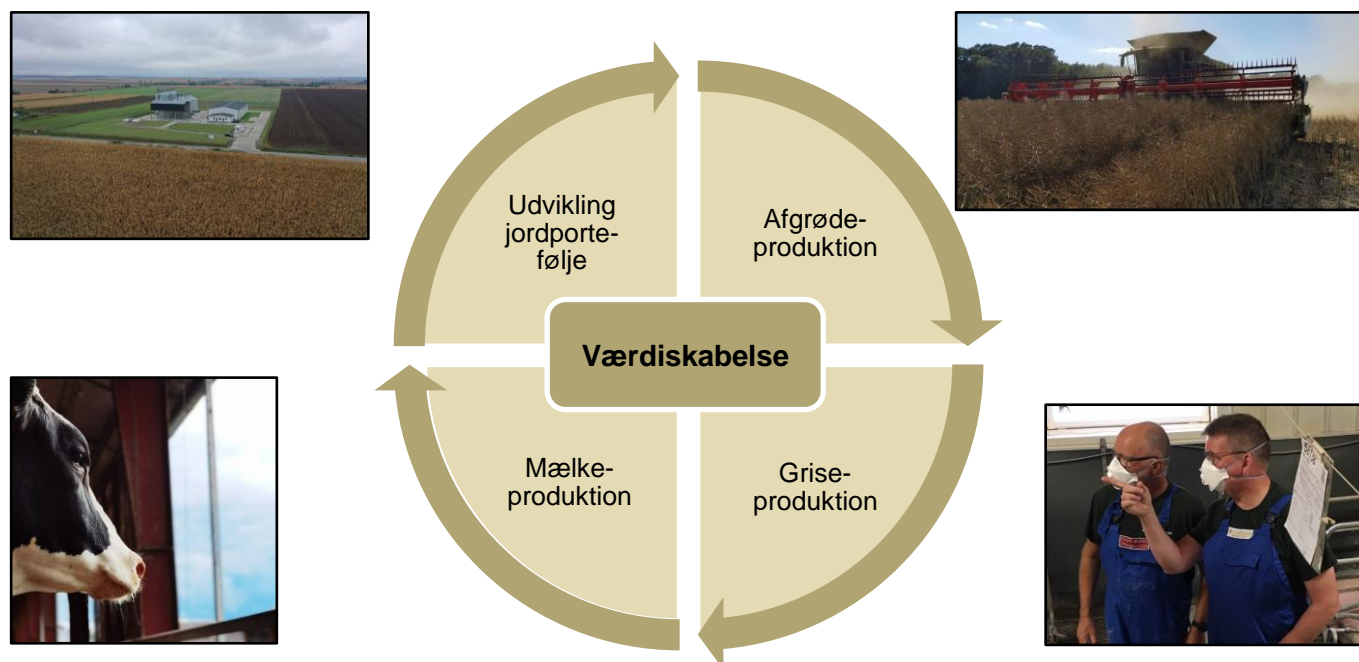 Udvikling
jordporte-
følje
Afgrøde-
produktion
Værdiskabelse
Mælke-
produktion
Grise-
produktion